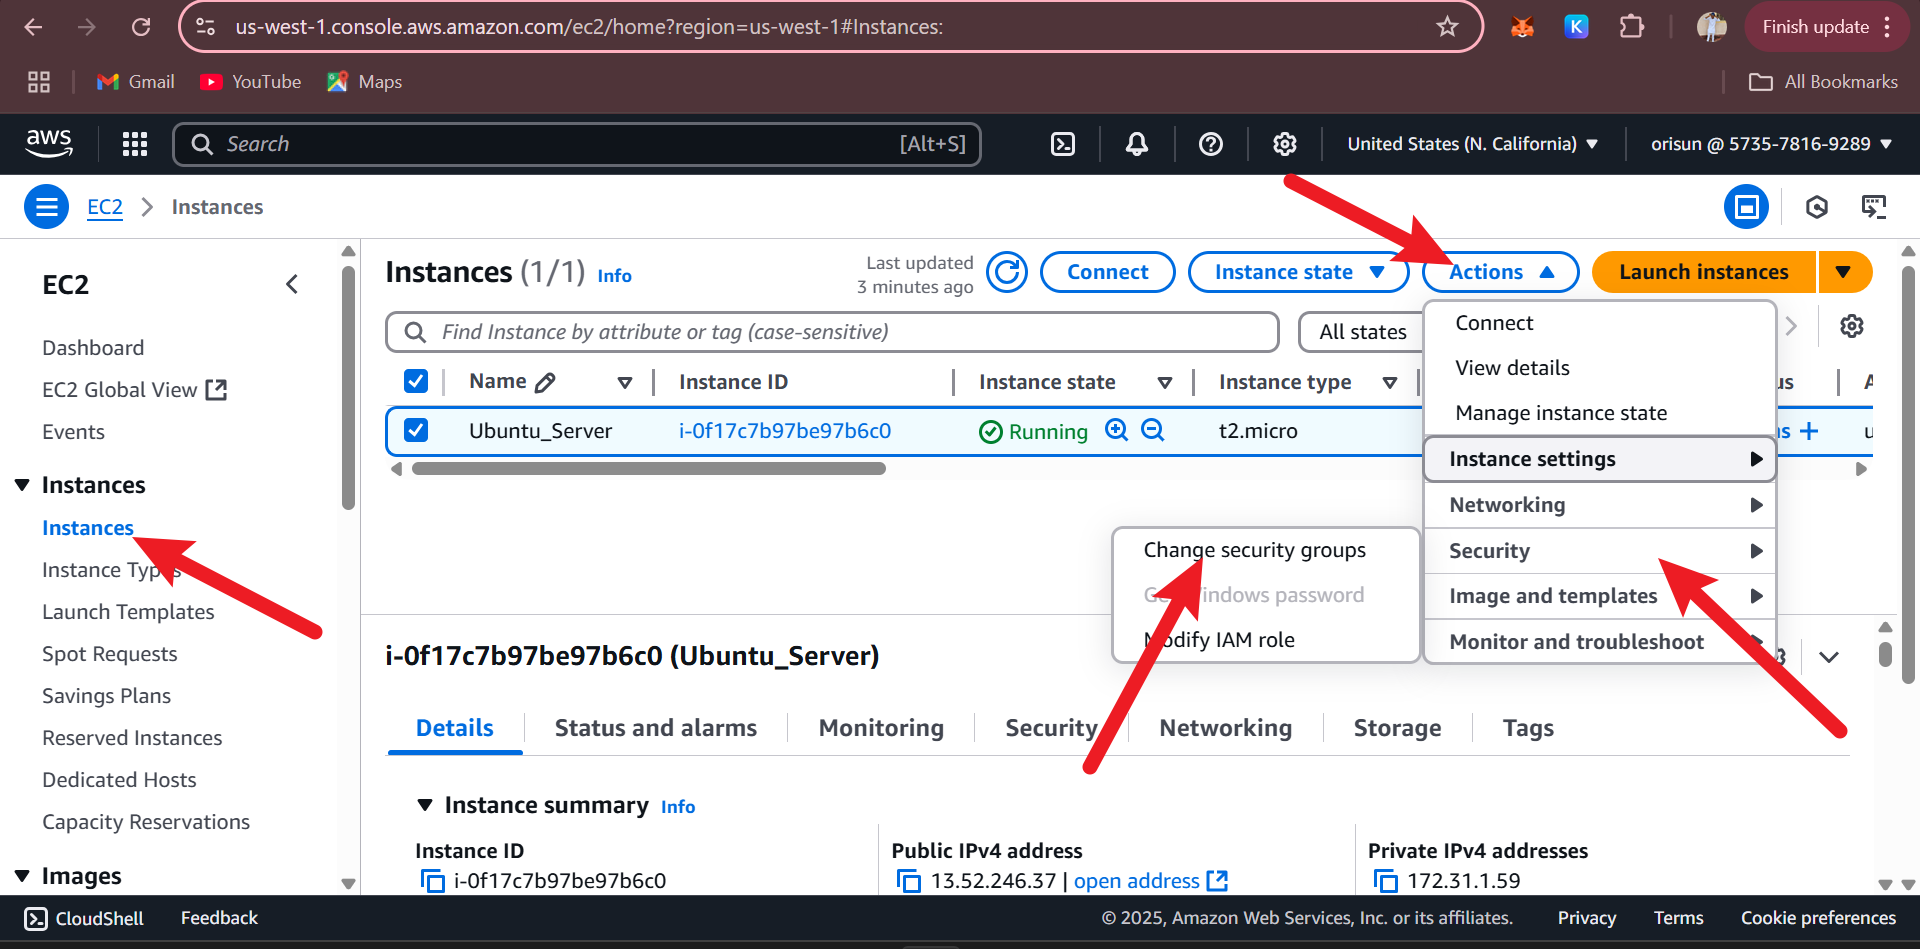 us-west-1.console.aws.amazon.com/ec2/home?region=us-west-1#Instances:
K
Finish update
Gmail
YouTube
Maps
All Bookmarks
aws
Search
[Alt+S]
United States (N. California)
orisun @ 5735-7816-9289
EC2
Instances
EC2
Dashboard
EC2 Global View
Events
Instances
Instances
Instance Types
Launch Templates
Spot Requests
Savings Plans
Reserved Instances
Dedicated Hosts
Capacity Reservations
Images
Instances (1/1) Info
Last updated
3 minutes ago
Connect
Instance state
Actions
Launch instances
Find Instance by attribute or tag (case-sensitive)
All states
Name
Instance ID
Instance state
Instance type
Ubuntu_Server
i-0f17c7b97be97b6c0
Running
t2.micro
Connect
View details
Manage instance state
Instance settings
Networking
Security
Image and templates
Monitor and troubleshoot
Change security groups
Get Windows password
Modify IAM role
i-0f17c7b97be97b6c0 (Ubuntu_Server)
Details
Status and alarms
Monitoring
Security
Networking
Storage
Tags
Instance summary Info
Instance ID
i-0f17c7b97be97b6c0
Public IPv4 address
13.52.246.37 | open address
Private IPv4 addresses
172.31.1.59
CloudShell
Feedback
© 2025, Amazon Web Services, Inc. or its affiliates.
Privacy
Terms
Cookie preferences